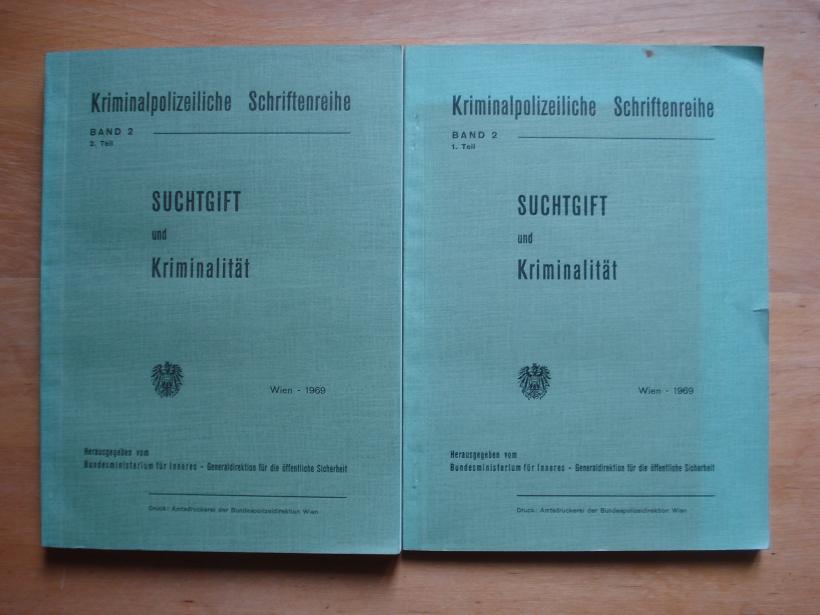 Kriminalpolizeiliche Schriftenreihe
BAND 2
2. Teil
SUCHTGIFT
und
Kriminalität
Wien - 1969
Herausgegeben vom
Bundesministerium für Inneres - Generaldirektion für die öffentliche Sicherheit
Druck: Amtsdruckerei der Bundespolizeidirektion Wien
Kriminalpolizeiliche Schriftenreihe
BAND 2
1. Teil
SUCHTGIFT
und
Kriminalität
Wien - 1969
Herausgegeben vom
Bundesministerium für Inneres - Generaldirektion für die öffentliche Sicherheit
Druck: Amtsdruckerei der Bundespolizeidirektion Wien